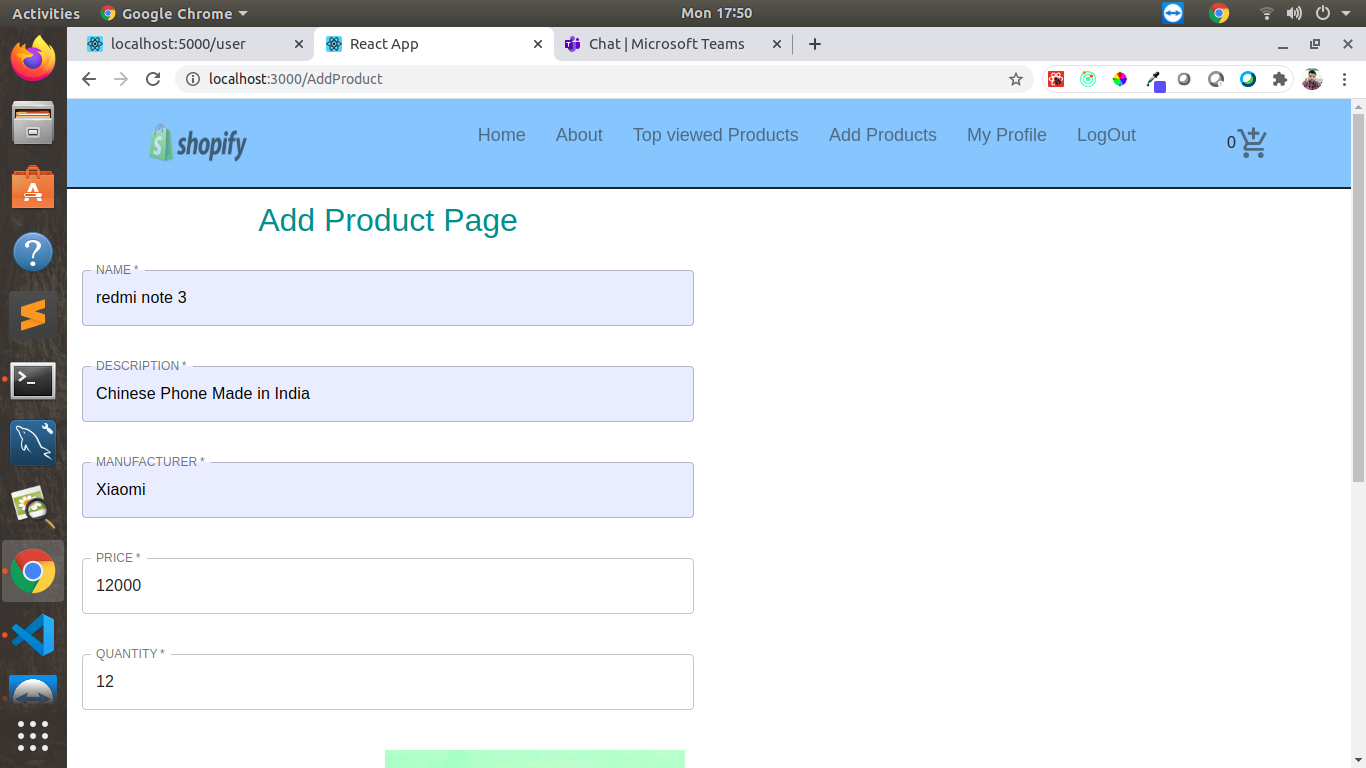 Activities Google Chrome Mon 17:50
localhost:5000/user React App Chat | Microsoft Teams
localhost:3000/AddProduct
shopify Home About Top viewed Products Add Products My Profile LogOut 0
Add Product Page
NAME *
redmi note 3
DESCRIPTION *
Chinese Phone Made in India
MANUFACTURER *
Xiaomi
PRICE *
12000
QUANTITY *
12